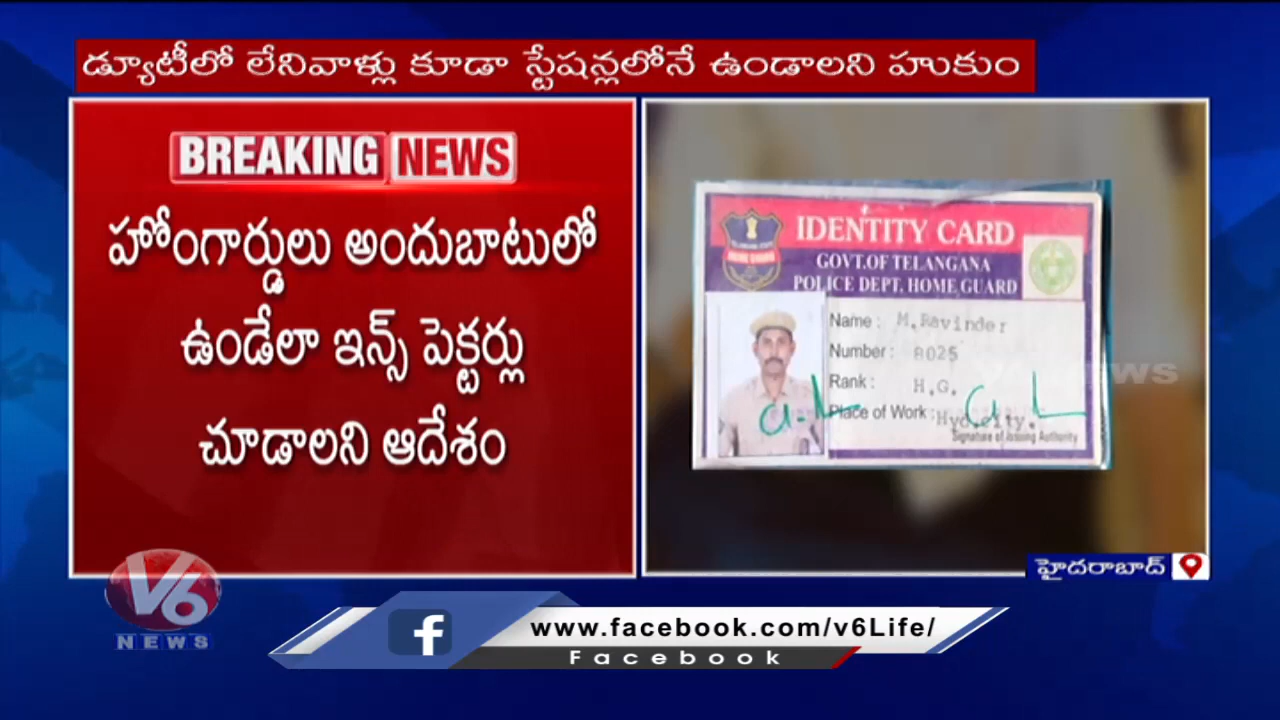 డ్యూటీలో లేనివాళ్లు కూడా స్టేషన్లలోనే ఉండాలని హుకుం
BREAKING NEWS
హోంగార్డులు అందుబాటులో
ఉండేలా ఇన్స్ పెక్టర్లు
చూడాలని ఆదేశం
IDENTITY CARD
GOVT.OF TELANGANA
POLICE DEPT. HOME GUARD
Name : M.Ravinder
Number : 8025
Rank : H.G.
Place of Work : Hyd.city.
Signature of Issuing Authority
హైదరాబాద్
V6
NEWS
www.facebook.com/v6Life/
Facebook